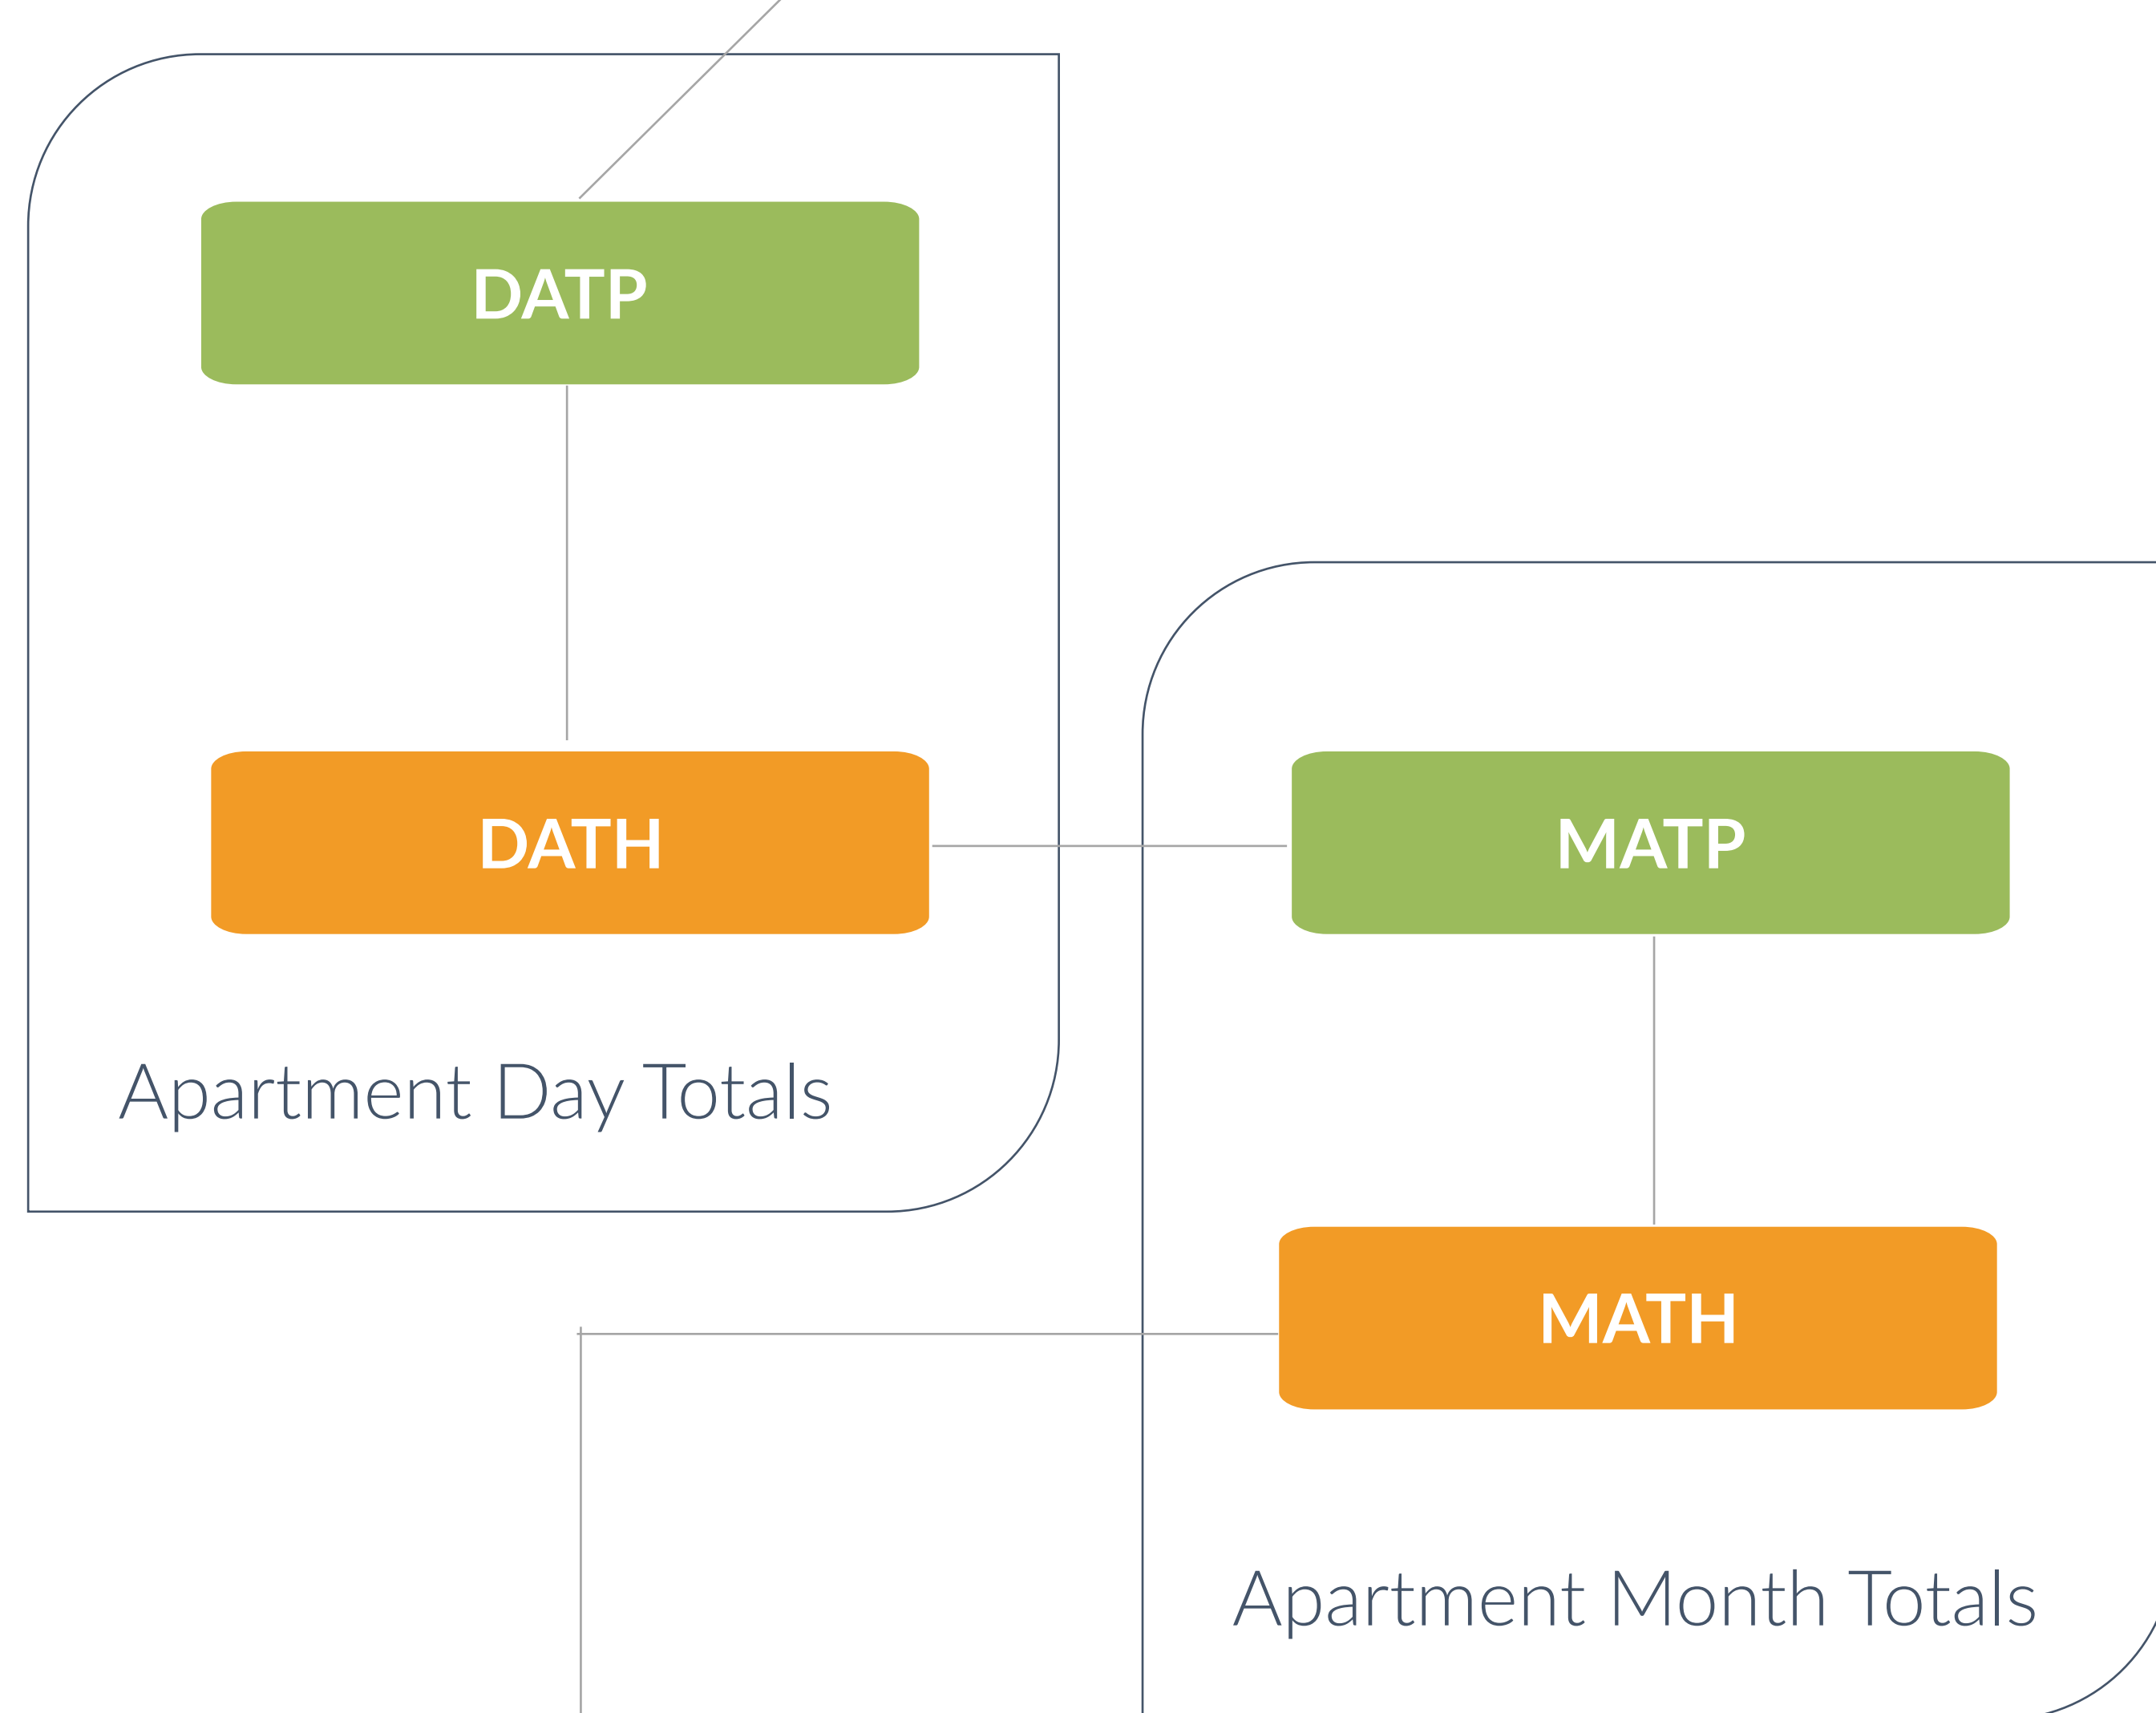 DATP
DATH
Apartment Day Totals
MATP
MATH
Apartment Month Totals